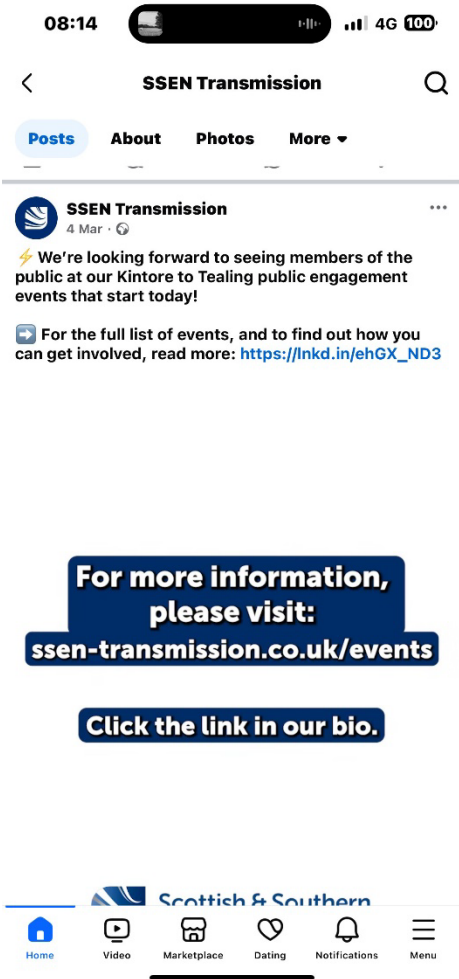 08:14
4G 100
SSEN Transmission
Posts About Photos More
SSEN Transmission
4 Mar
⚡ We're looking forward to seeing members of the
public at our Kintore to Tealing public engagement
events that start today!
➡️ For the full list of events, and to find out how you
can get involved, read more: https://lnkd.in/ehGX_ND3
For more information,
please visit:
ssen-transmission.co.uk/events
Click the link in our bio.
Scottish & Southern
Home Video Marketplace Dating Notifications Menu